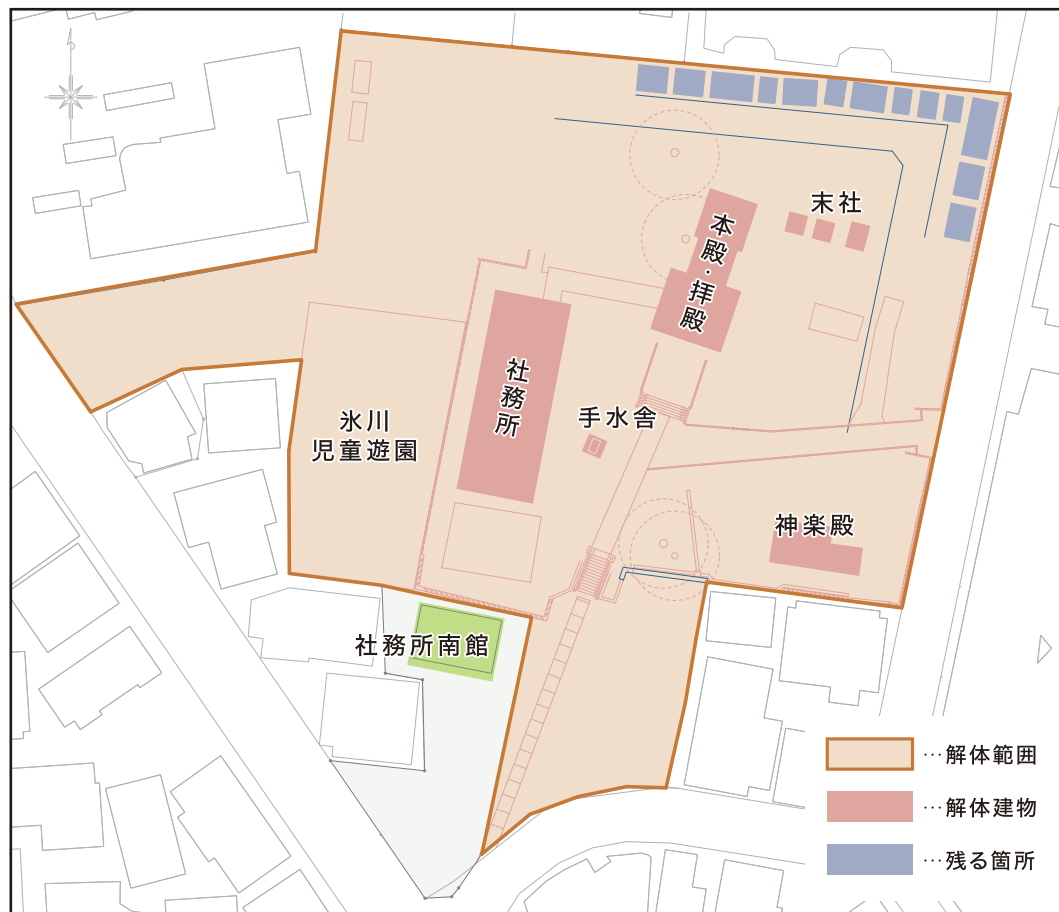 末社
本殿・拝殿
社務所
手水舎
氷川
児童遊園
神楽殿
社務所南館
…解体範囲
…解体建物
…残る箇所